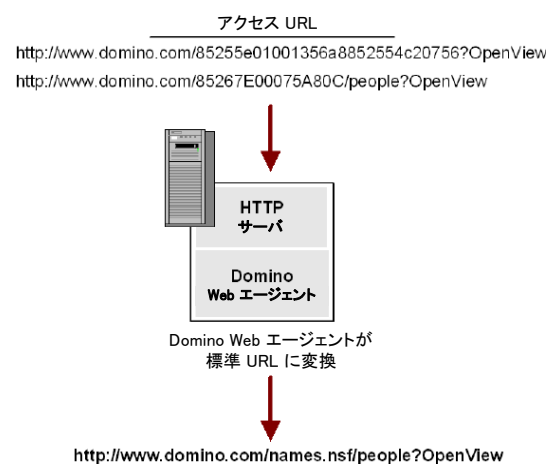 アクセス URL
http://www.domino.com/85255e01001356a8852554c20756?OpenView
http://www.domino.com/85267E00075A80C/people?OpenView
HTTP
サーバ
Domino
Web エージェント
Domino Web エージェントが
標準 URL に変換
http://www.domino.com/names.nsf/people?OpenView